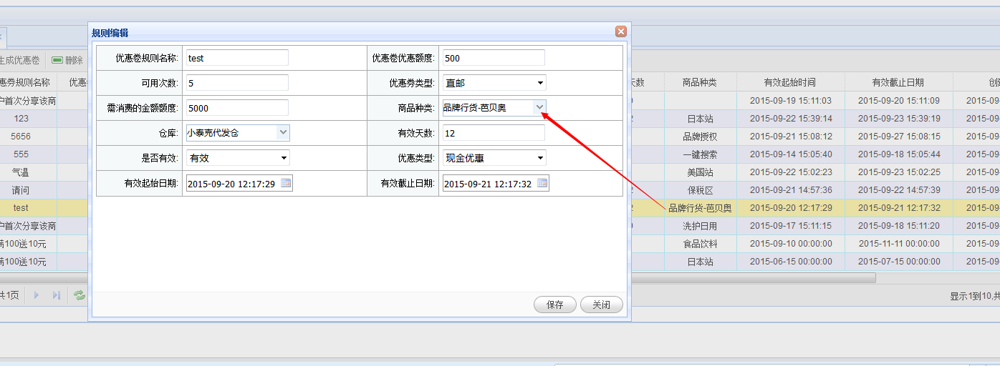 规则编辑
优惠卷规则名称: test 优惠卷优惠额度: 500
可用次数: 5 优惠券类型: 直邮
需消费的金额额度: 5000 商品种类: 品牌行货-芭贝奥
仓库: 小泰克代发仓 有效天数: 12
是否有效: 有效 优惠类型: 现金优惠
有效起始日期: 2015-09-20 12:17:29 有效截止日期: 2015-09-21 12:17:32
保存 关闭
生成优惠卷 删除
惠券规则名称 优惠 天数 商品种类 有效起始时间 有效截止日期 创建
户首次分享该商 2015-09-19 15:11:03 2015-09-20 15:11:09 2015-09-
123 日本站 2015-09-22 15:39:14 2015-09-23 15:39:19 2015-09-
5656 品牌授权 2015-09-21 15:08:12 2015-09-27 15:08:15 2015-09-
555 一键搜索 2015-09-14 15:05:40 2015-09-18 15:05:44 2015-09-
气温 美国站 2015-09-22 15:02:23 2015-09-23 15:02:25 2015-09-
请问 保税区 2015-09-21 14:57:36 2015-09-22 14:57:39 2015-09-
test 品牌行货-芭贝奥 2015-09-20 12:17:29 2015-09-21 12:17:32 2015-09-
户首次分享该商 洗护日用 2015-09-17 15:11:15 2015-09-18 15:11:20 2015-09-
满100送10元 食品饮料 2015-09-10 00:00:00 2015-11-11 00:00:00 2015-09-
满100送10元 日本站 2015-06-15 00:00:00 2015-07-15 00:00:00 2015-09-
共1页 显示1到10,共